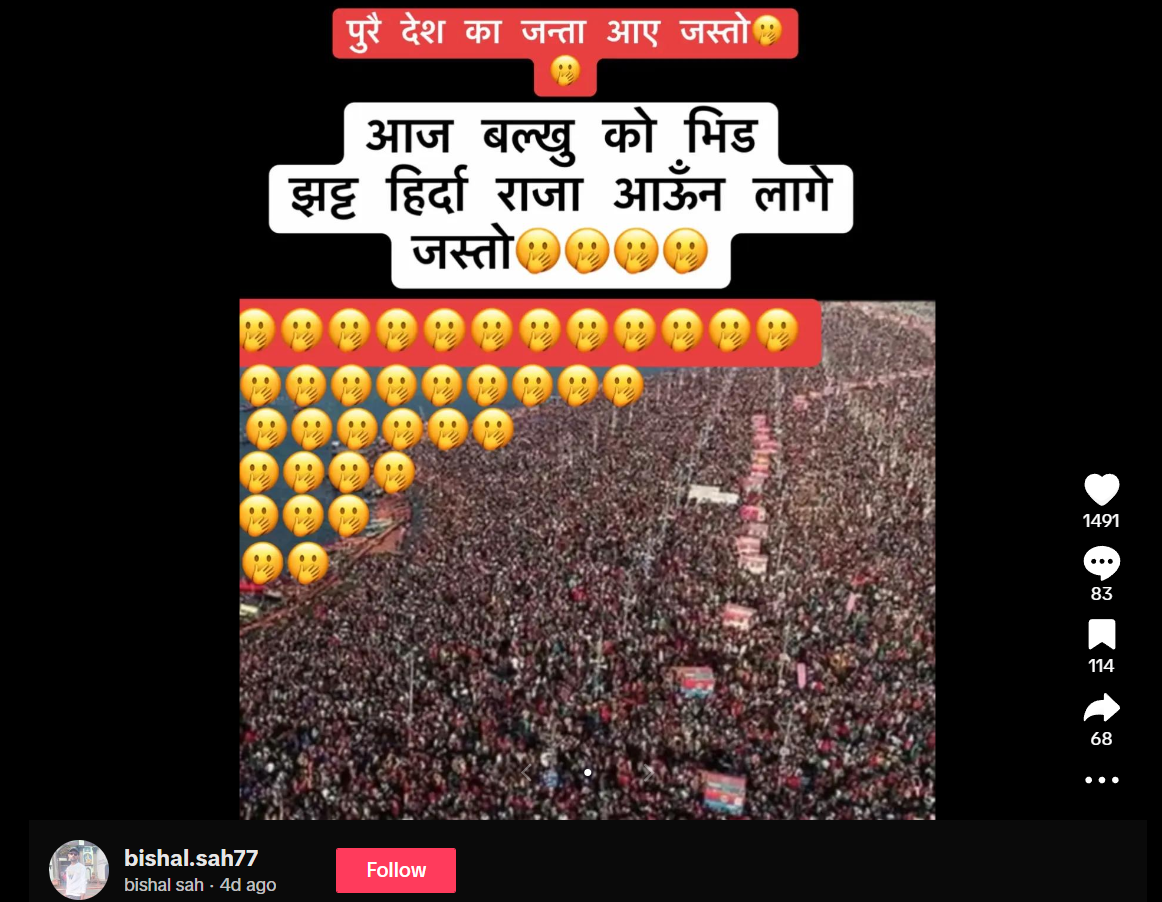 पुरै देश का जन्ता आए जस्तो🫢
🫢
आज बल्खु को भिड
झट्ट हिर्दा राजा आऊँन लागे
जस्तो🫢🫢🫢🫢
1491
83
114
68
bishal.sah77
bishal sah · 4d ago
Follow